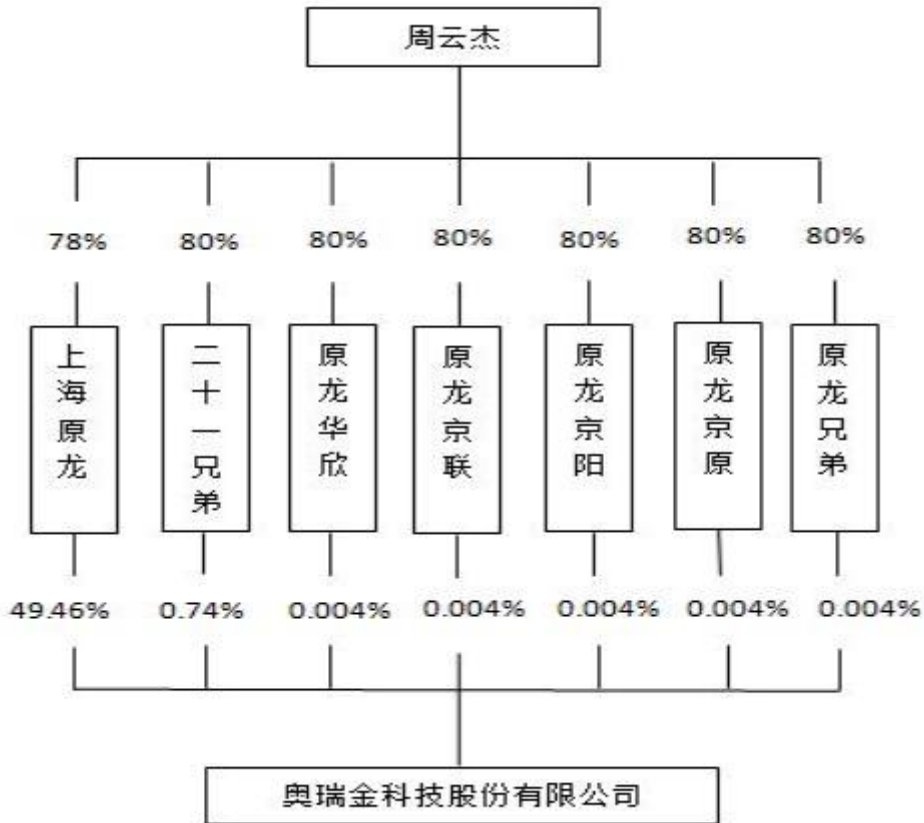 周云杰
78% 80% 80% 80% 80% 80% 80%
上海原龙
二十一兄弟
原龙华欣
原龙京联
原龙京阳
原龙京原
原龙兄弟
49.46% 0.74% 0.004% 0.004% 0.004% 0.004% 0.004%
奥瑞金科技股份有限公司